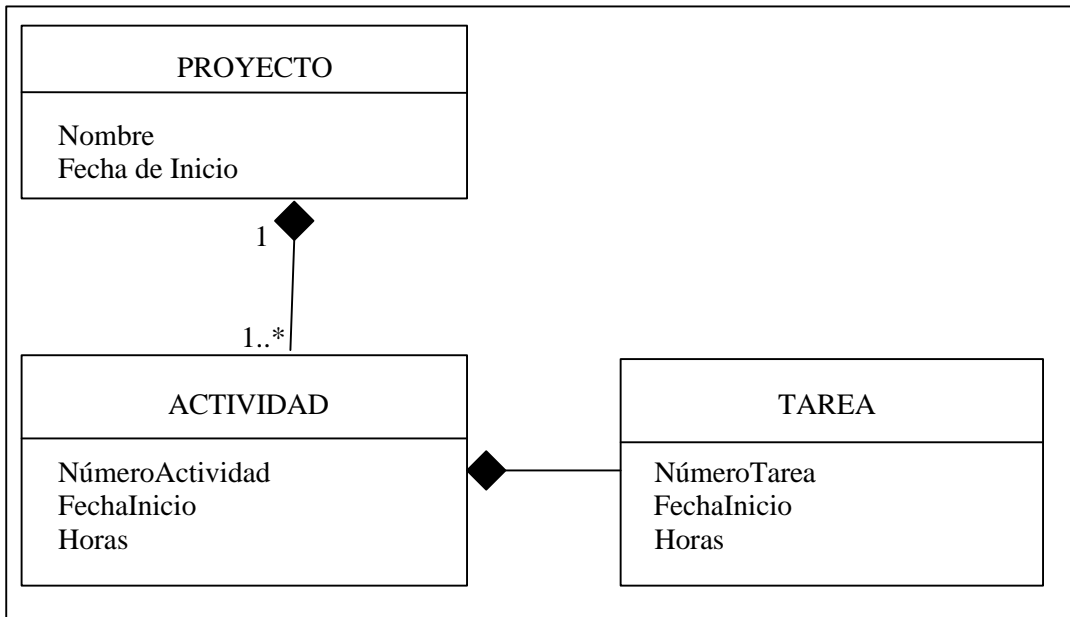 PROYECTO
Nombre
Fecha de Inicio
1
1..*
ACTIVIDAD
NúmeroActividad
FechaInicio
Horas
TAREA
NúmeroTarea
FechaInicio
Horas